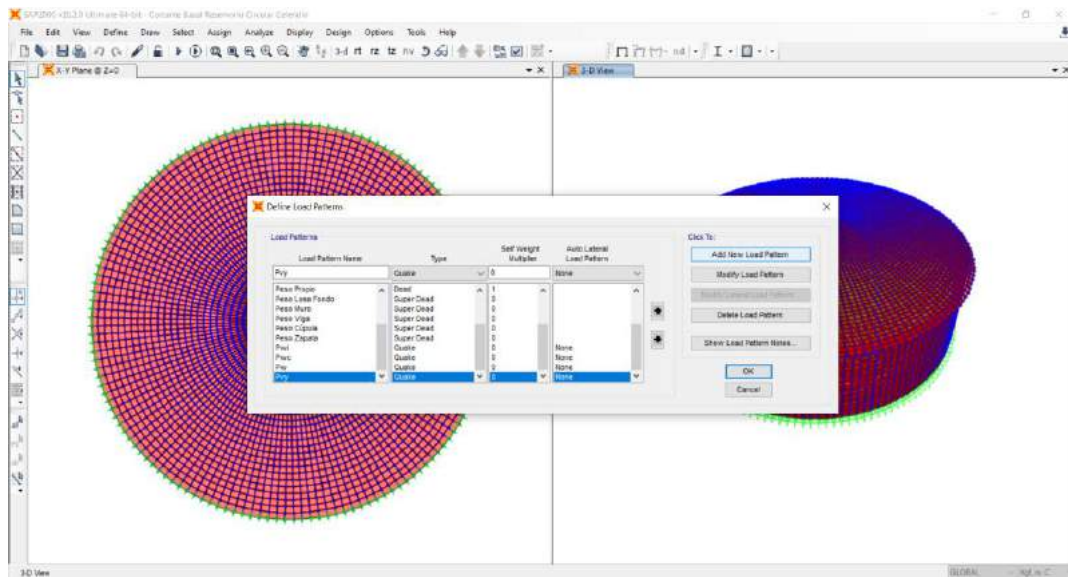 Cortante Basal Reservorio Circular
File Edit View Define Draw Select Assign Analyze Display Design Options Tools Help
X-Y Plane @ Z=0
3-D View
Define Load Patterns
Load Patterns
Click To:
Load Pattern Name Type Self Weight Multiplier Auto Lateral Load Pattern
Pvy Quake 0 None
Peso Propio Dead 1
Peso Losa Fondo Super Dead 0
Peso Muro Super Dead 0
Peso Viga Super Dead 0
Peso Cúpula Super Dead 0
Peso Zapata Super Dead 0
Pwi Quake 0 None
Pwc Quake 0 None
Quake 0 None
Pvy Quake 0 None
Add New Load Pattern
Modify Load Pattern
Delete Load Pattern
Show Load Pattern Notes...
OK
Cancel
3-D View
GLOBAL